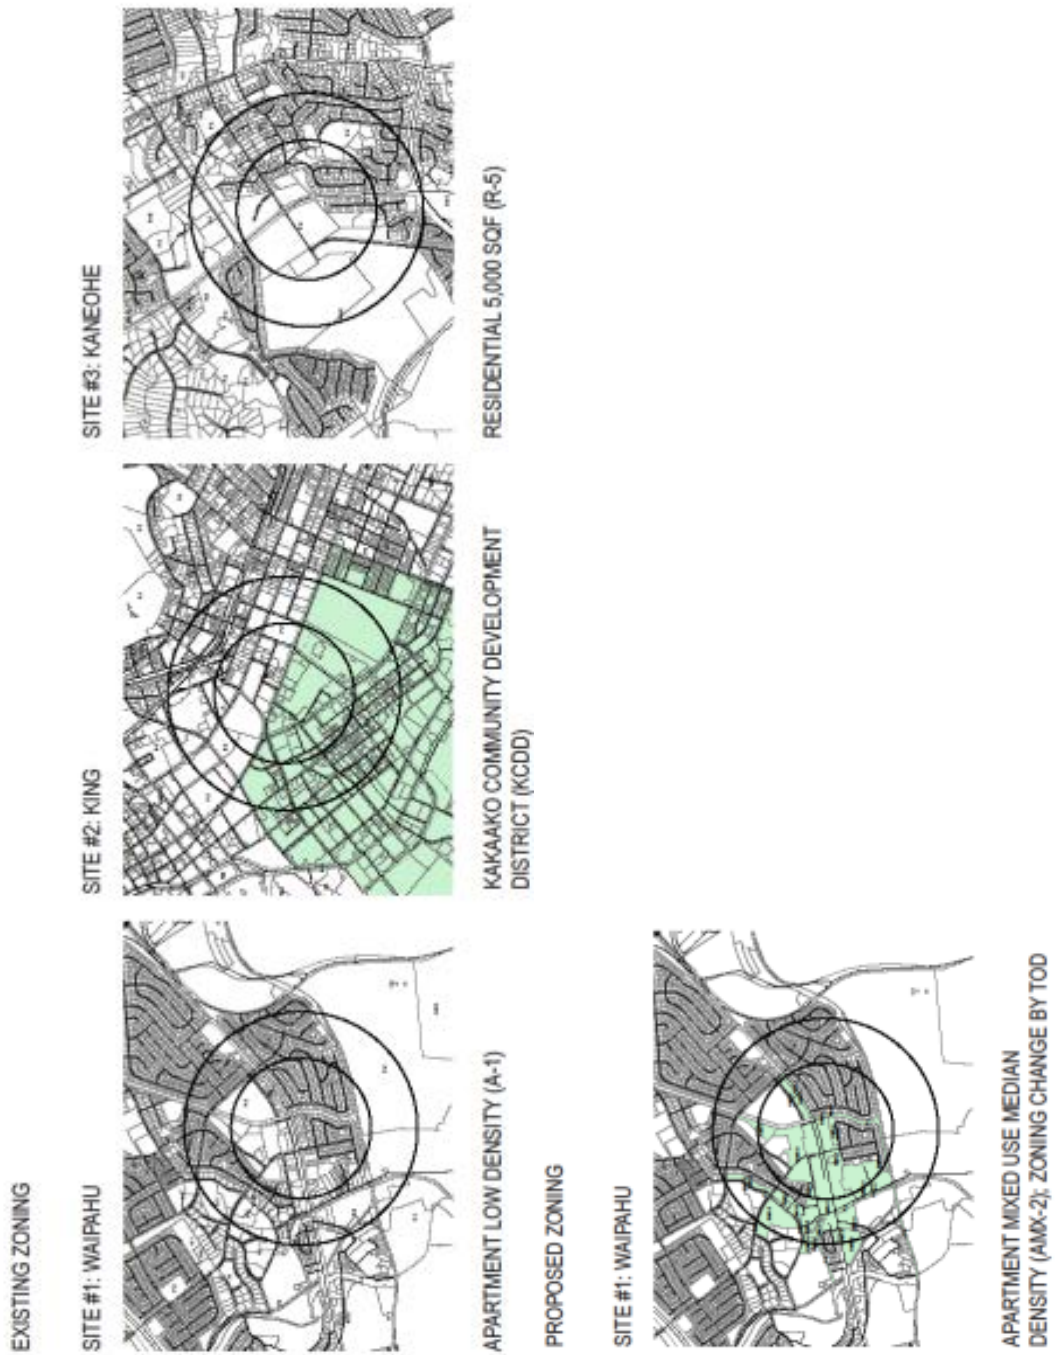 EXISTING ZONING
SITE #1: WAIPAHU
SITE #2: KING
SITE #3: KANEOHE
APARTMENT LOW DENSITY (A-1)
KAKAAKO COMMUNITY DEVELOPMENT
DISTRICT (KCDD)
RESIDENTIAL 5,000 SQF (R-5)
PROPOSED ZONING
SITE #1: WAIPAHU
APARTMENT MIXED USE MEDIAN
DENSITY (AMX-2); ZONING CHANGE BY TOD